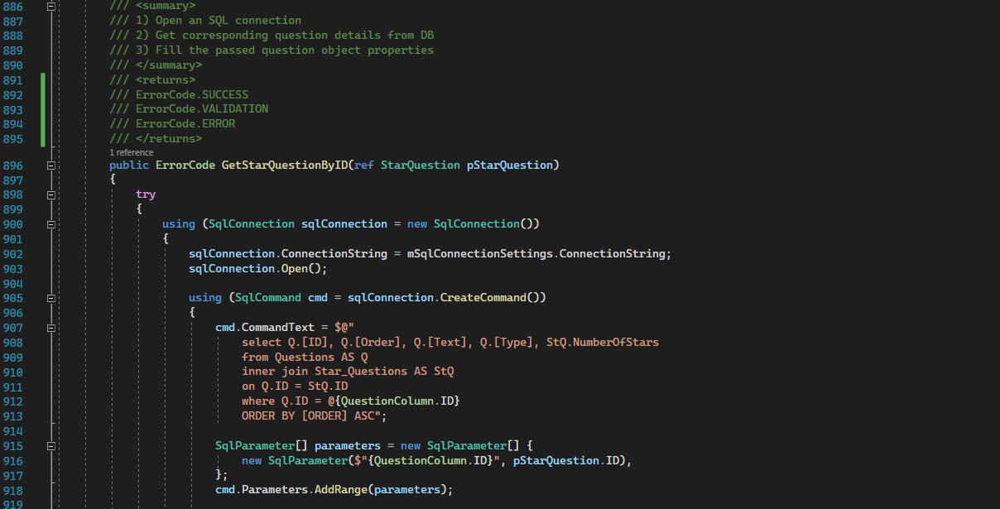 886 /// <summary>
887 /// 1) Open an SQL connection
888 /// 2) Get corresponding question details from DB
889 /// 3) Fill the passed question object properties
890 /// </summary>
891 /// <returns>
892 /// ErrorCode.SUCCESS
893 /// ErrorCode.VALIDATION
894 /// ErrorCode.ERROR
895 /// </returns>
1 reference
896 public ErrorCode GetStarQuestionByID(ref StarQuestion pStarQuestion)
897 {
898 try
899 {
900 using (SqlConnection sqlConnection = new SqlConnection())
901 {
902 sqlConnection.ConnectionString = mSqlConnectionSettings.ConnectionString;
903 sqlConnection.Open();
904
905 using (SqlCommand cmd = sqlConnection.CreateCommand())
906 {
907 cmd.CommandText = $@"
908 select Q.[ID], Q.[Order], Q.[Text], Q.[Type], StQ.NumberOfStars
909 from Questions AS Q
910 inner join Star_Questions AS StQ
911 on Q.ID = StQ.ID
912 where Q.ID = @{QuestionColumn.ID}
913 ORDER BY [ORDER] ASC";
914
915 SqlParameter[] parameters = new SqlParameter[] {
916 new SqlParameter($"{QuestionColumn.ID}", pStarQuestion.ID),
917 };
918 cmd.Parameters.AddRange(parameters);
919